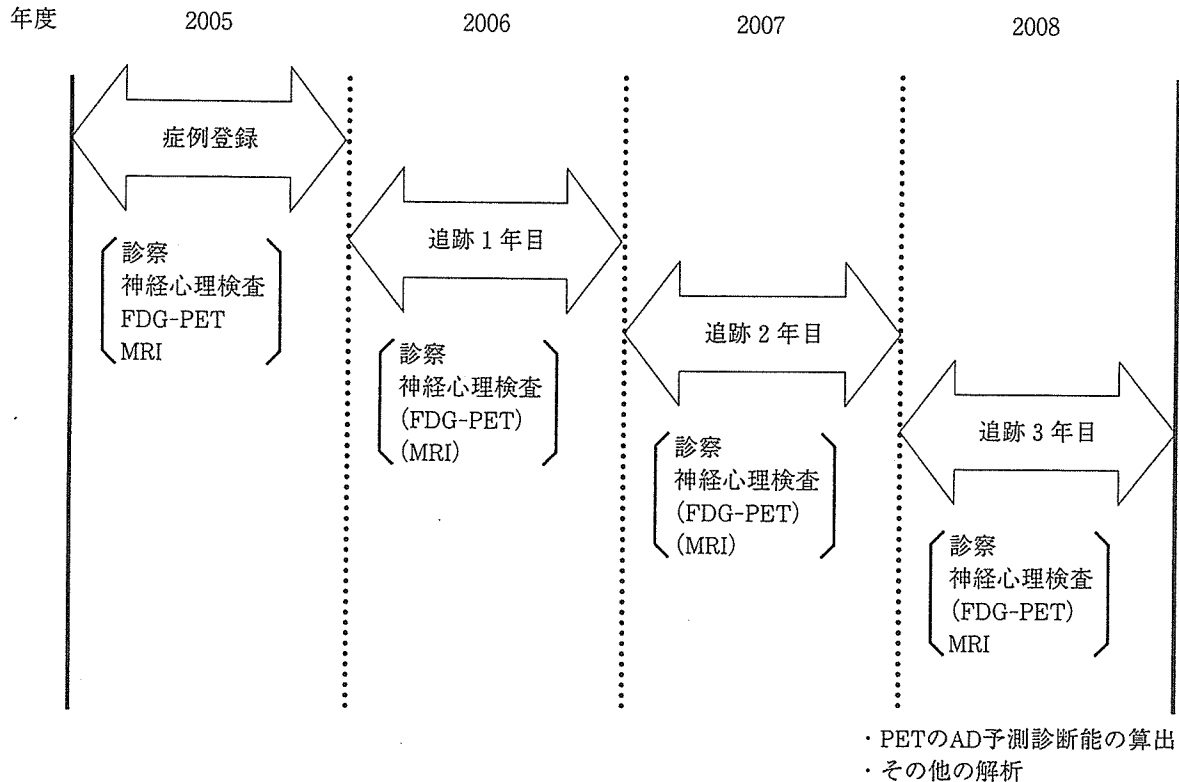 年度 2005 2006 2007 2008
症例登録
診察
神経心理検査
FDG-PET
MRI
追跡1年目
診察
神経心理検査
(FDG-PET)
(MRI)
追跡2年目
診察
神経心理検査
(FDG-PET)
(MRI)
追跡3年目
診察
神経心理検査
(FDG-PET)
MRI
・PETのAD予測診断能の算出
・その他の解析